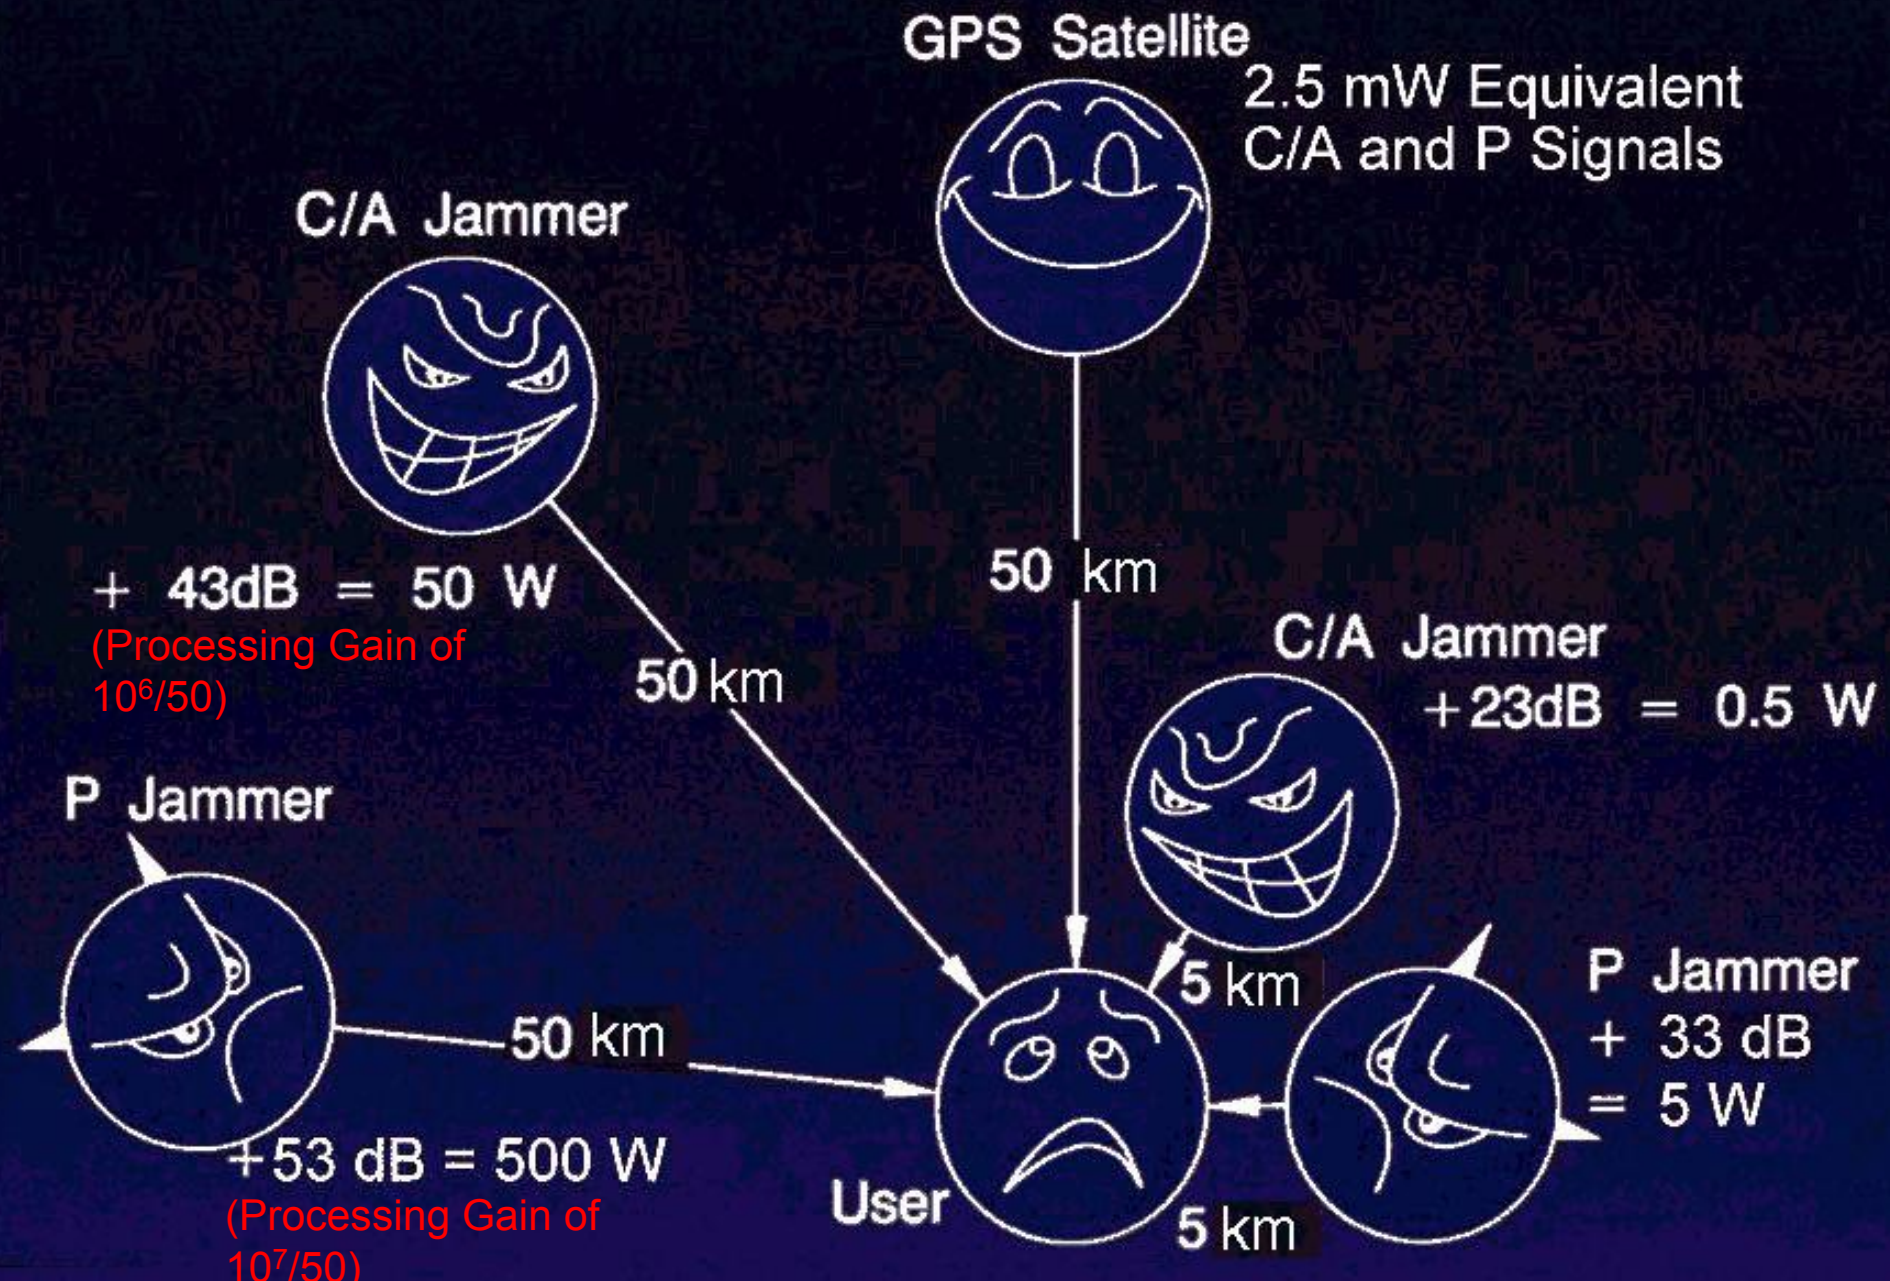 GPS Satellite
2.5 mW Equivalent
C/A and P Signals
C/A Jammer
+ 43dB = 50 W
(Processing Gain of
10⁶/50)
50 km
50 km
C/A Jammer
+23dB = 0.5 W
P Jammer
5 km
P Jammer
+ 33 dB
= 5 W
50 km
+53 dB = 500 W
(Processing Gain of
10⁷/50)
User
5 km